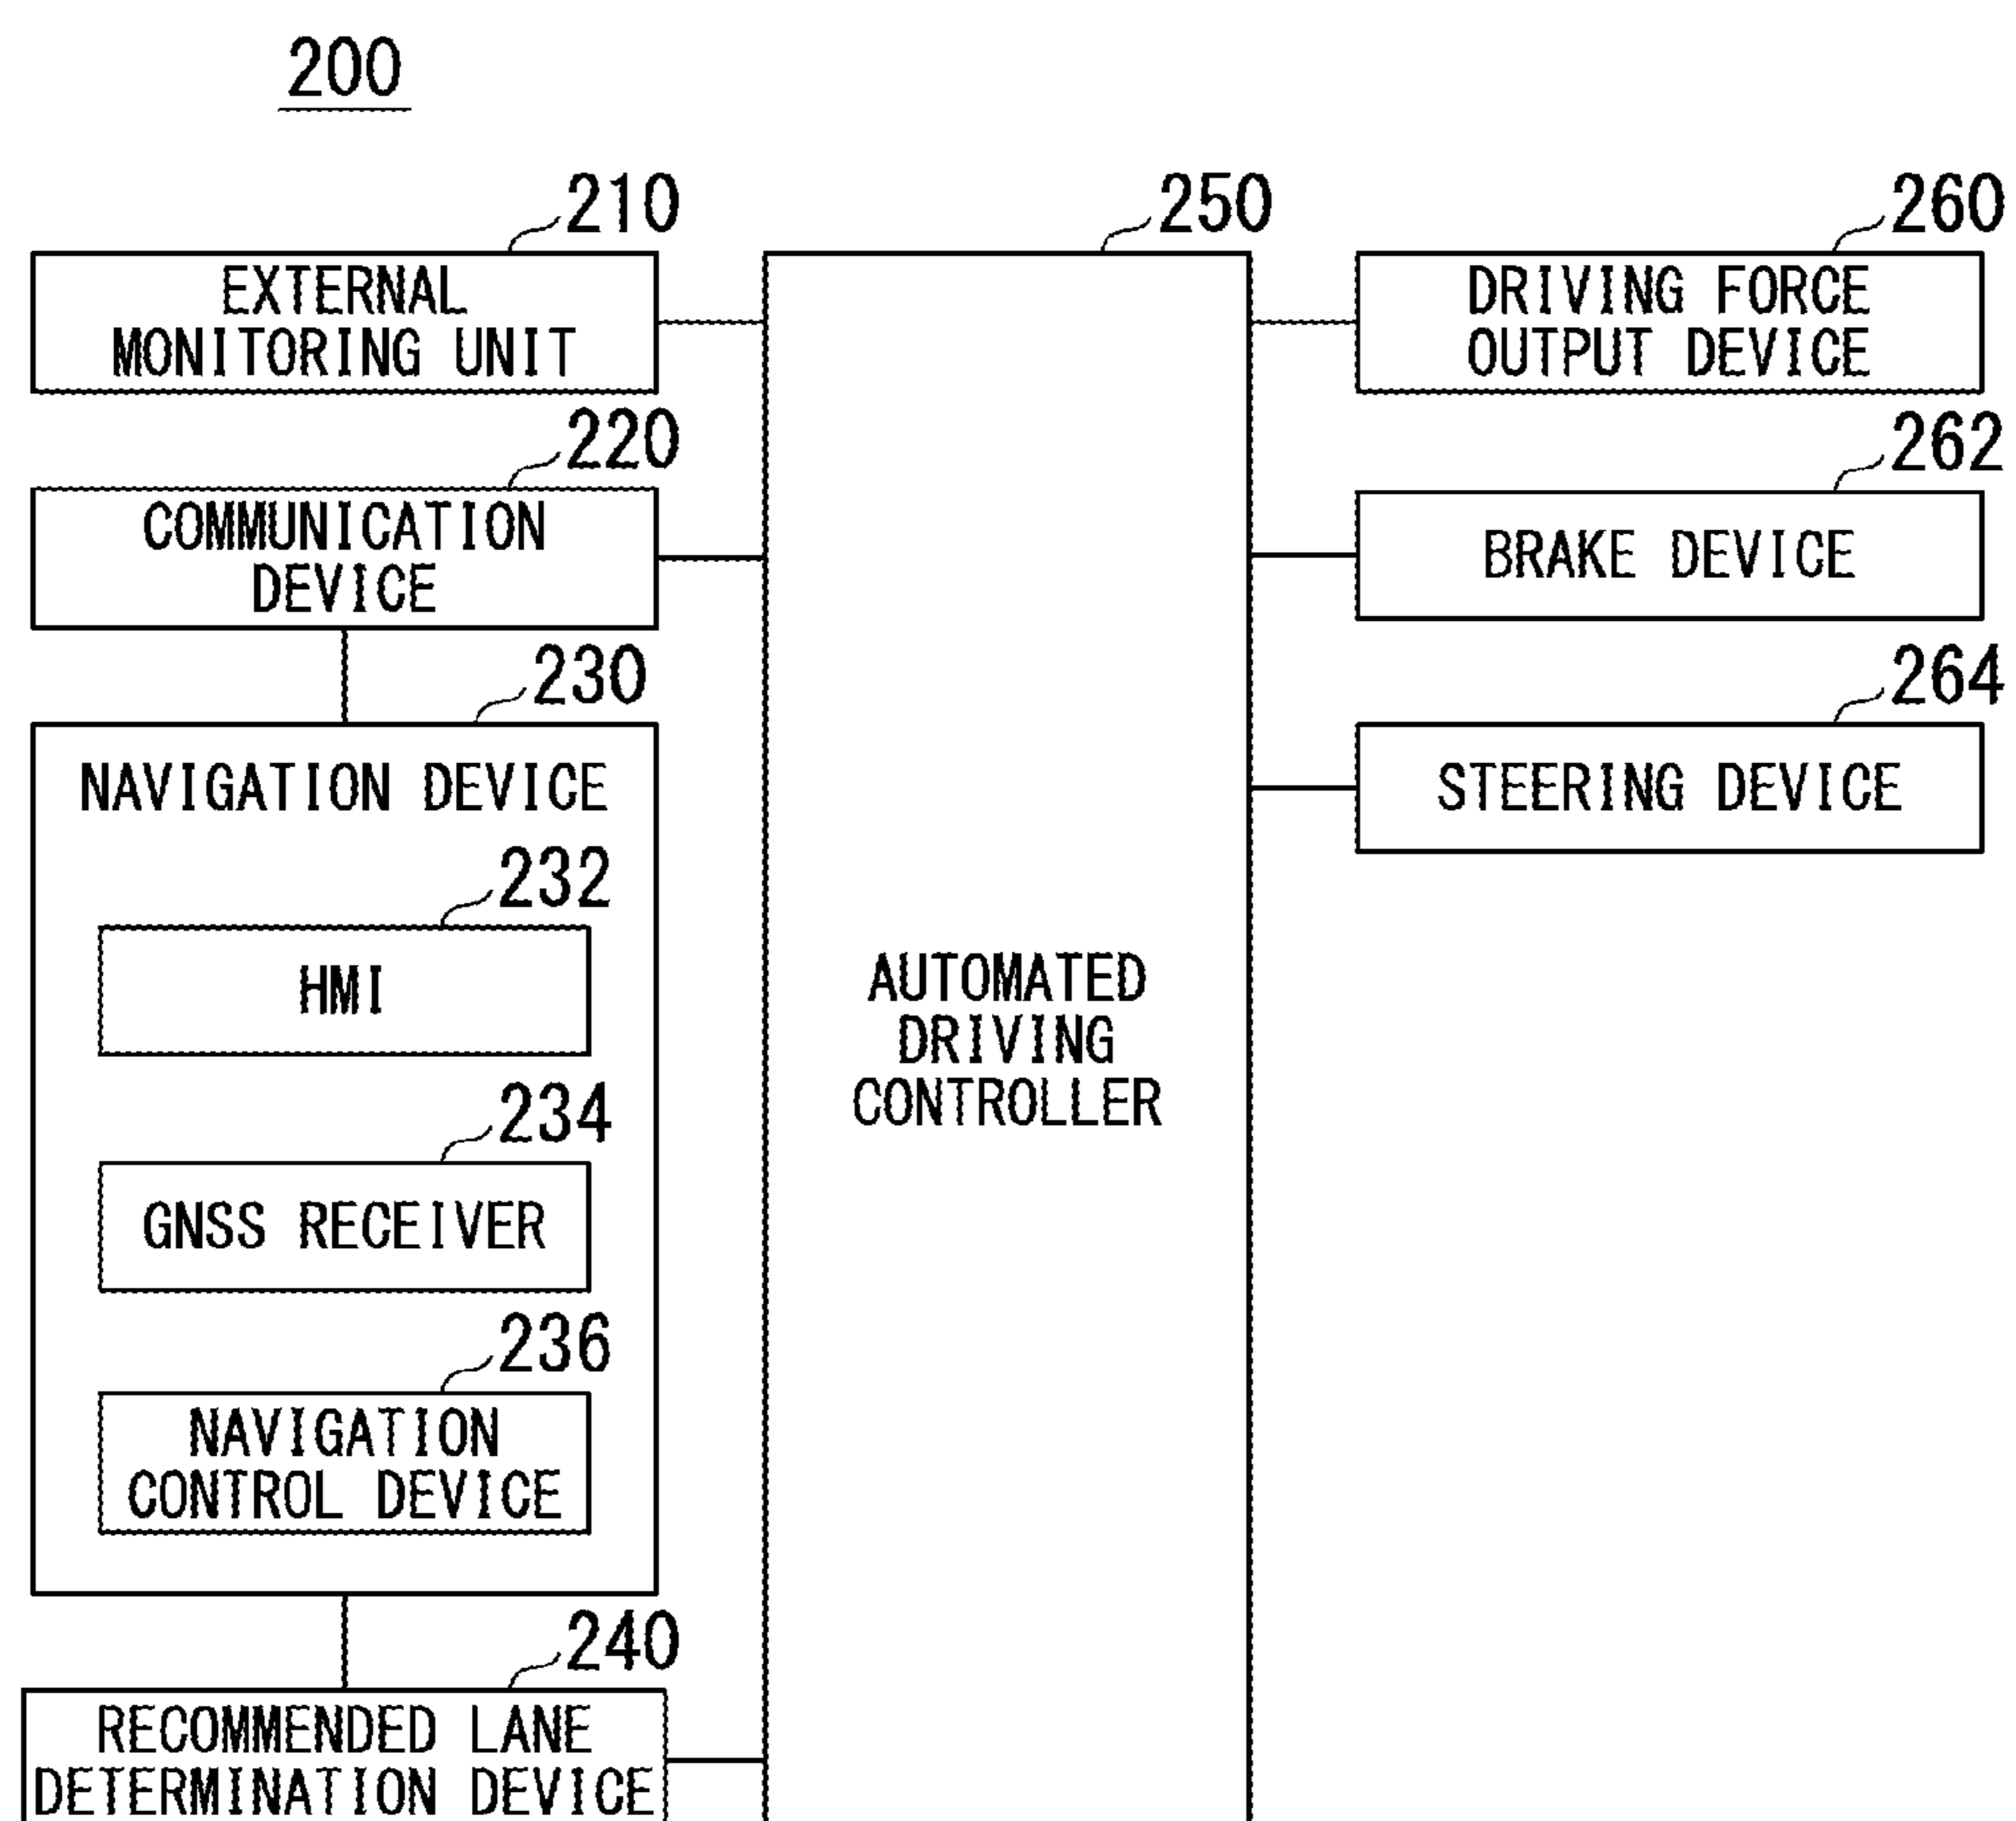 200
210
EXTERNAL
MONITORING UNIT
220
COMMUNICATION
DEVICE
230
NAVIGATION DEVICE
232
HMI
234
GNSS RECEIVER
236
NAVIGATION
CONTROL DEVICE
240
RECOMMENDED LANE
DETERMINATION DEVICE
250
AUTOMATED
DRIVING
CONTROLLER
260
DRIVING FORCE
OUTPUT DEVICE
262
BRAKE DEVICE
264
STEERING DEVICE